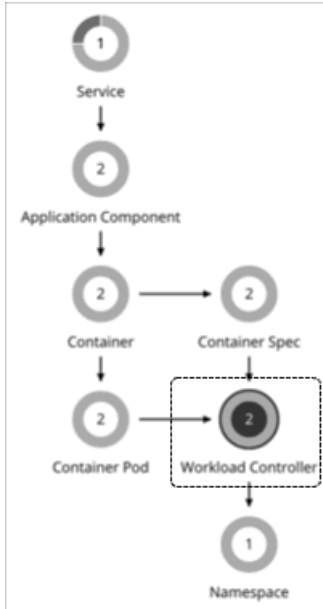 1
Service
2
Application Component
2 2
Container Container Spec
2 2
Container Pod Workload Controller
1
Namespace